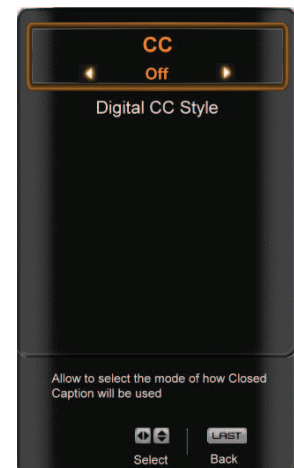 CC
Off
Digital CC Style
Allow to select the mode of how Closed
Caption will be used
LAST
Select Back